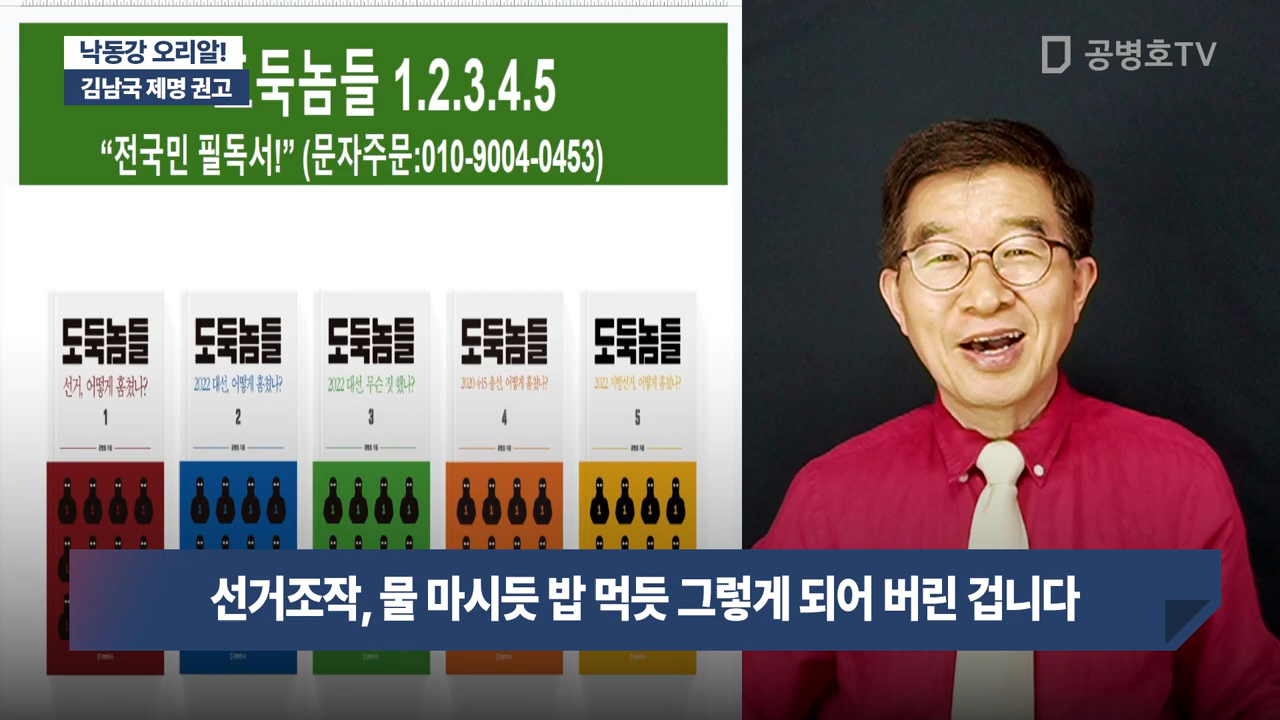 낙동강 오리알!
김남국 제명 권고
둑놈들 1.2.3.4.5
“전국민 필독서!” (문자주문:010-9004-0453)
공병호TV
도둑놈들
선거, 어떻게 훔쳤나?
1
도둑놈들
2022 대선, 어떻게 훔쳤나?
2
도둑놈들
2022 대선, 무슨 짓 했나?
3
도둑놈들
2020 4·15 총선, 어떻게 훔쳤나?
4
도둑놈들
2022 지방선거, 어떻게 훔쳤나?
5
선거조작, 물 마시듯 밥 먹듯 그렇게 되어 버린 겁니다